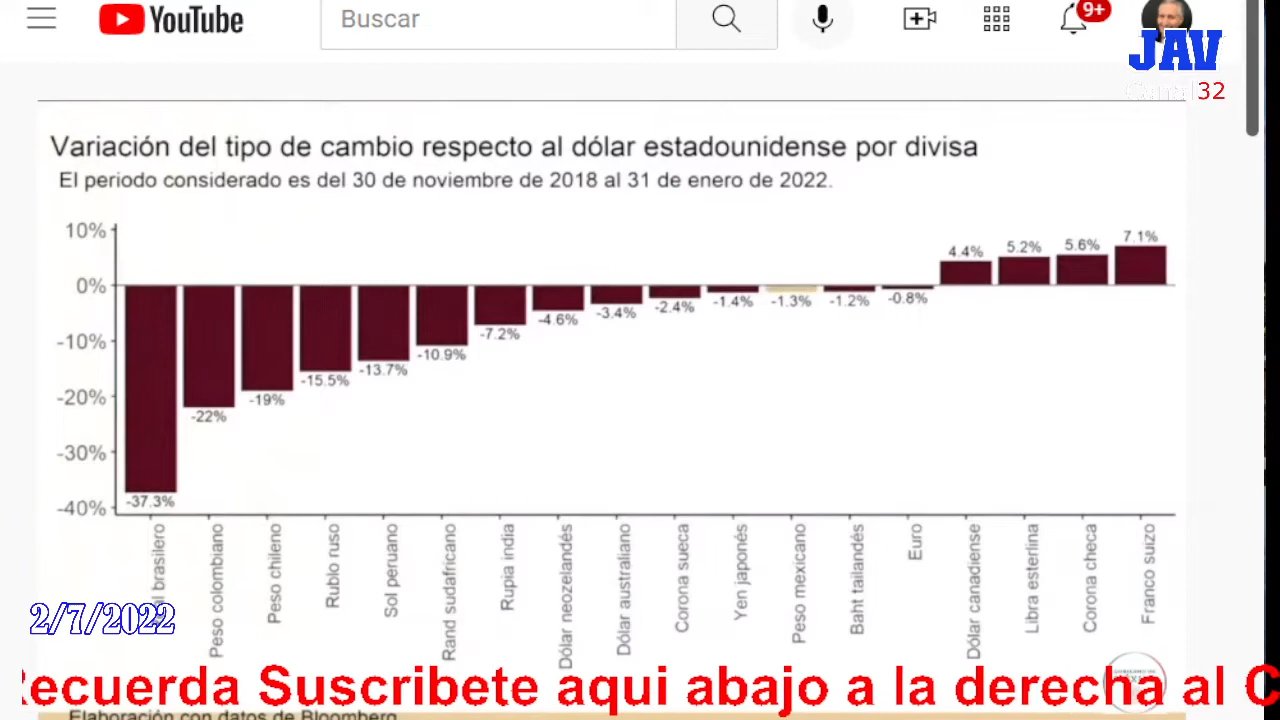 YouTube
Buscar
9+
JAV
Canal 32
Variación del tipo de cambio respecto al dólar estadounidense por divisa
El periodo considerado es del 30 de noviembre de 2018 al 31 de enero de 2022.
10%
0%
-10%
-20%
-30%
-40%
-37.3%
-22%
-19%
-15.5%
-13.7%
-10.9%
-7.2%
-4.6%
-3.4%
-2.4%
-1.4%
-1.3%
-1.2%
-0.8%
4.4%
5.2%
5.6%
7.1%
brasilero
Peso colombiano
Peso chileno
Rublo ruso
Sol peruano
Rand sudafricano
Rupia india
Dólar neozelandés
Dólar australiano
Corona sueca
Yen japonés
Peso mexicano
Baht tailandés
Euro
Dólar canadiense
Libra esterlina
Corona checa
Franco suizo
2/7/2022
Recuerda Suscribete aqui abajo a la derecha al C
Elaboración con datos de Bloomberg